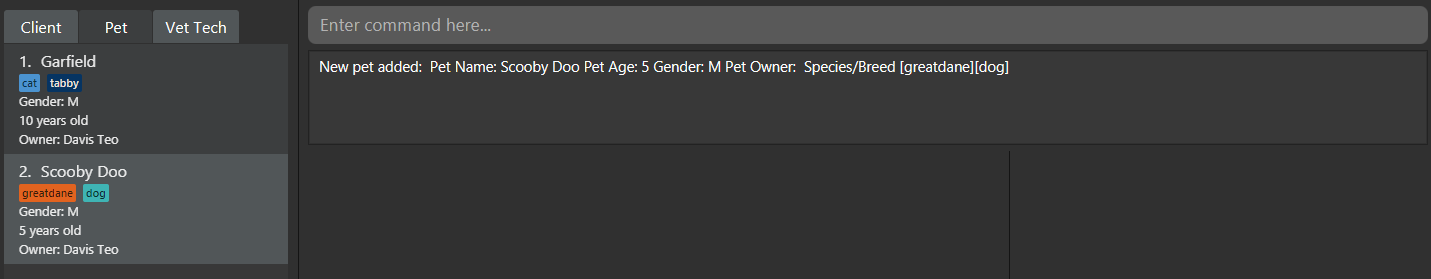 Client Pet Vet Tech
1. Garfield
cat tabby
Gender: M
10 years old
Owner: Davis Teo
2. Scooby Doo
greatdane dog
Gender: M
5 years old
Owner: Davis Teo
Enter command here...
New pet added:  Pet Name: Scooby Doo Pet Age: 5 Gender: M Pet Owner:  Species/Breed [greatdane][dog]